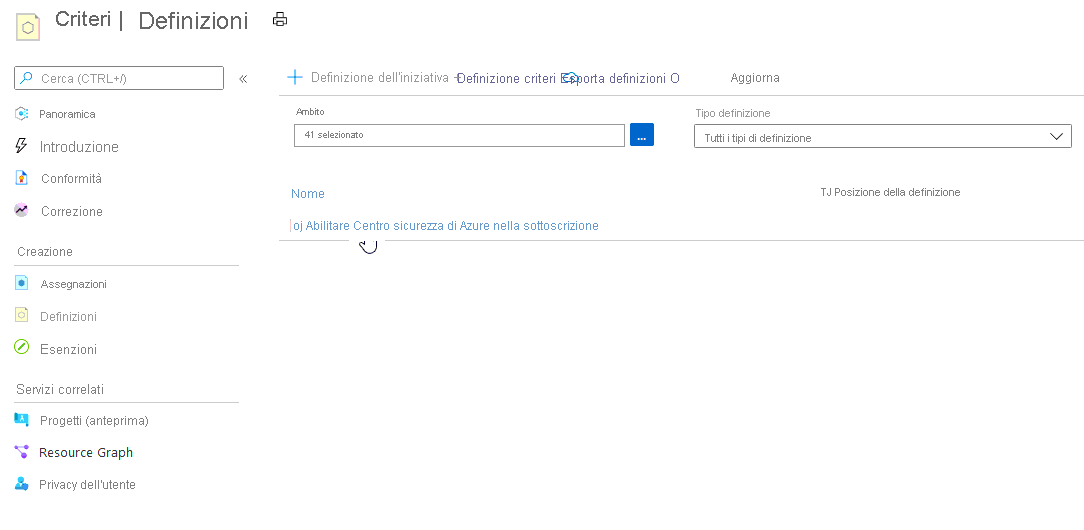 Criteri | Definizioni
Cerca (CTRL+/)
«
Panoramica
Introduzione
Conformità
Correzione
Creazione
Assegnazioni
Definizioni
Esenzioni
Servizi correlati
Progetti (anteprima)
Resource Graph
Privacy dell'utente
Definizione dell'iniziativa + Definizione criteri Esporta definizioni O Aggiorna
Ambito
41 selezionato
...
Tipo definizione
Tutti i tipi di definizione
Nome
TJ Posizione della definizione
oj Abilitare Centro sicurezza di Azure nella sottoscrizione